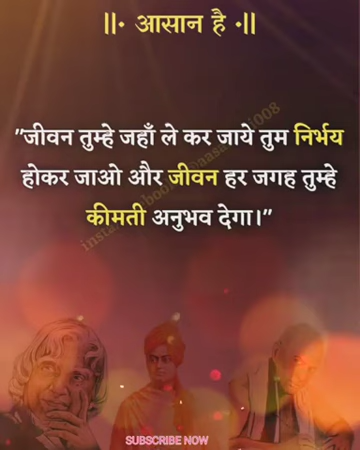 ||· आसान है ·||
"जीवन तुम्हे जहाँ ले कर जाये तुम निर्भय
होकर जाओ और जीवन हर जगह तुम्हे
कीमती अनुभव देगा।"
SUBSCRIBE NOW